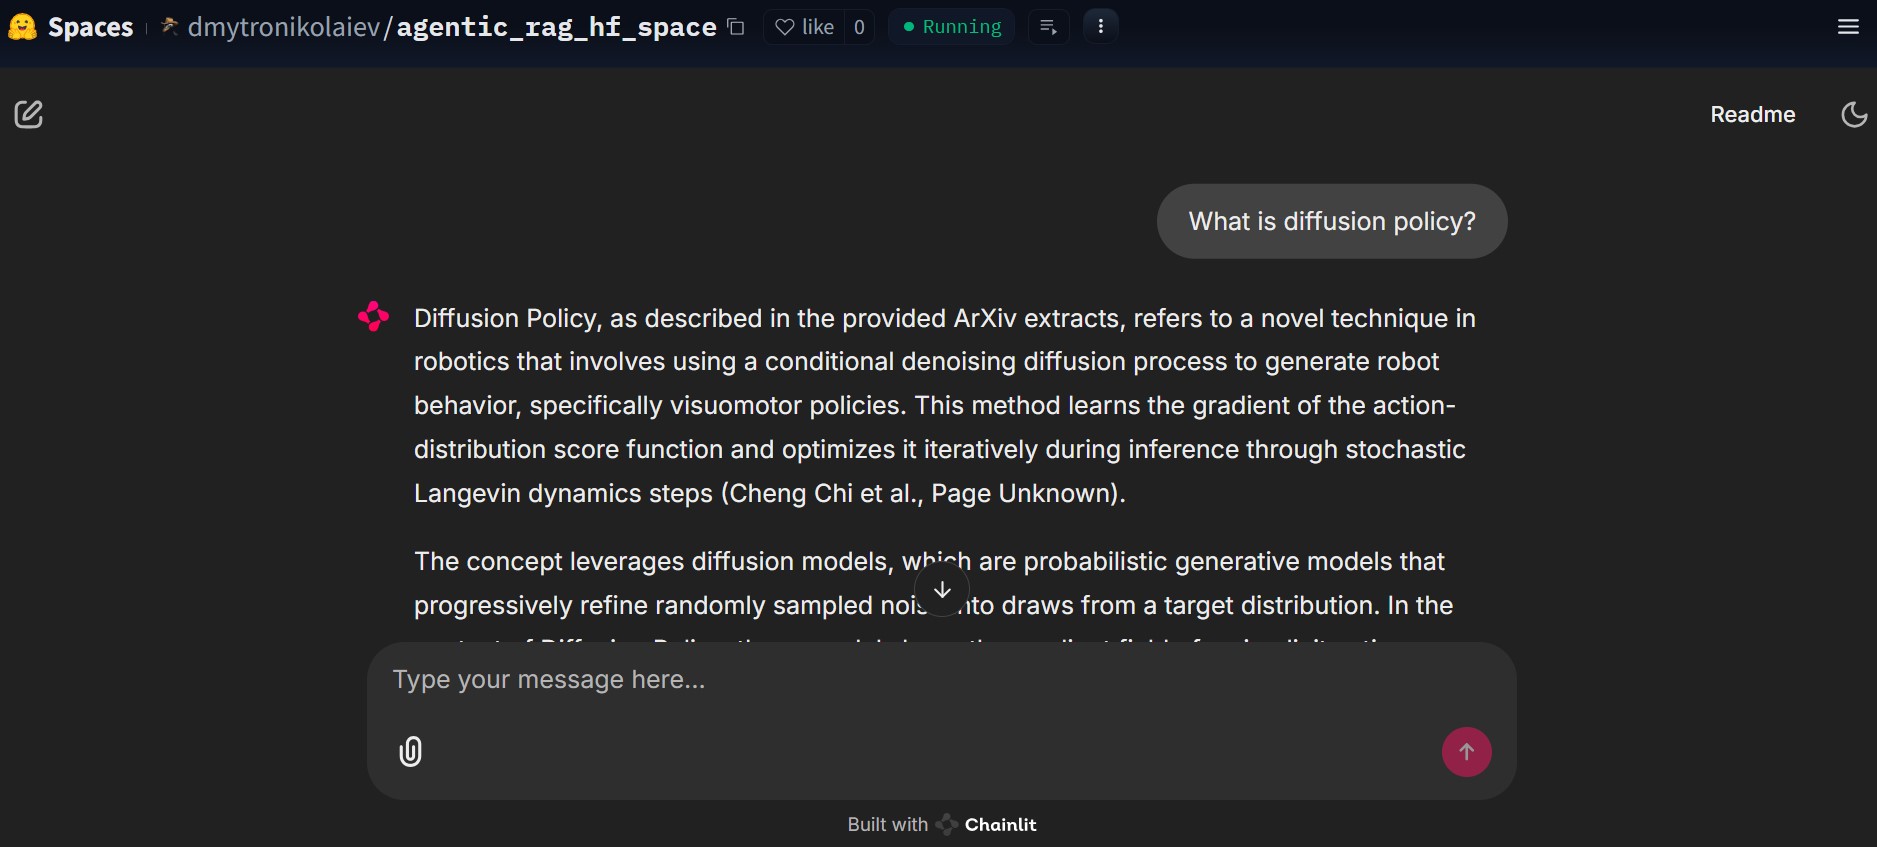 Spaces
dmytronikolaiev/agentic_rag_hf_space
like 0
Running
Readme
What is diffusion policy?
Diffusion Policy, as described in the provided ArXiv extracts, refers to a novel technique in
robotics that involves using a conditional denoising diffusion process to generate robot
behavior, specifically visuomotor policies. This method learns the gradient of the action-
distribution score function and optimizes it iteratively during inference through stochastic
Langevin dynamics steps (Cheng Chi et al., Page Unknown).
The concept leverages diffusion models, which are probabilistic generative models that
progressively refine randomly sampled noise into draws from a target distribution. In the
Type your message here...
Built with Chainlit